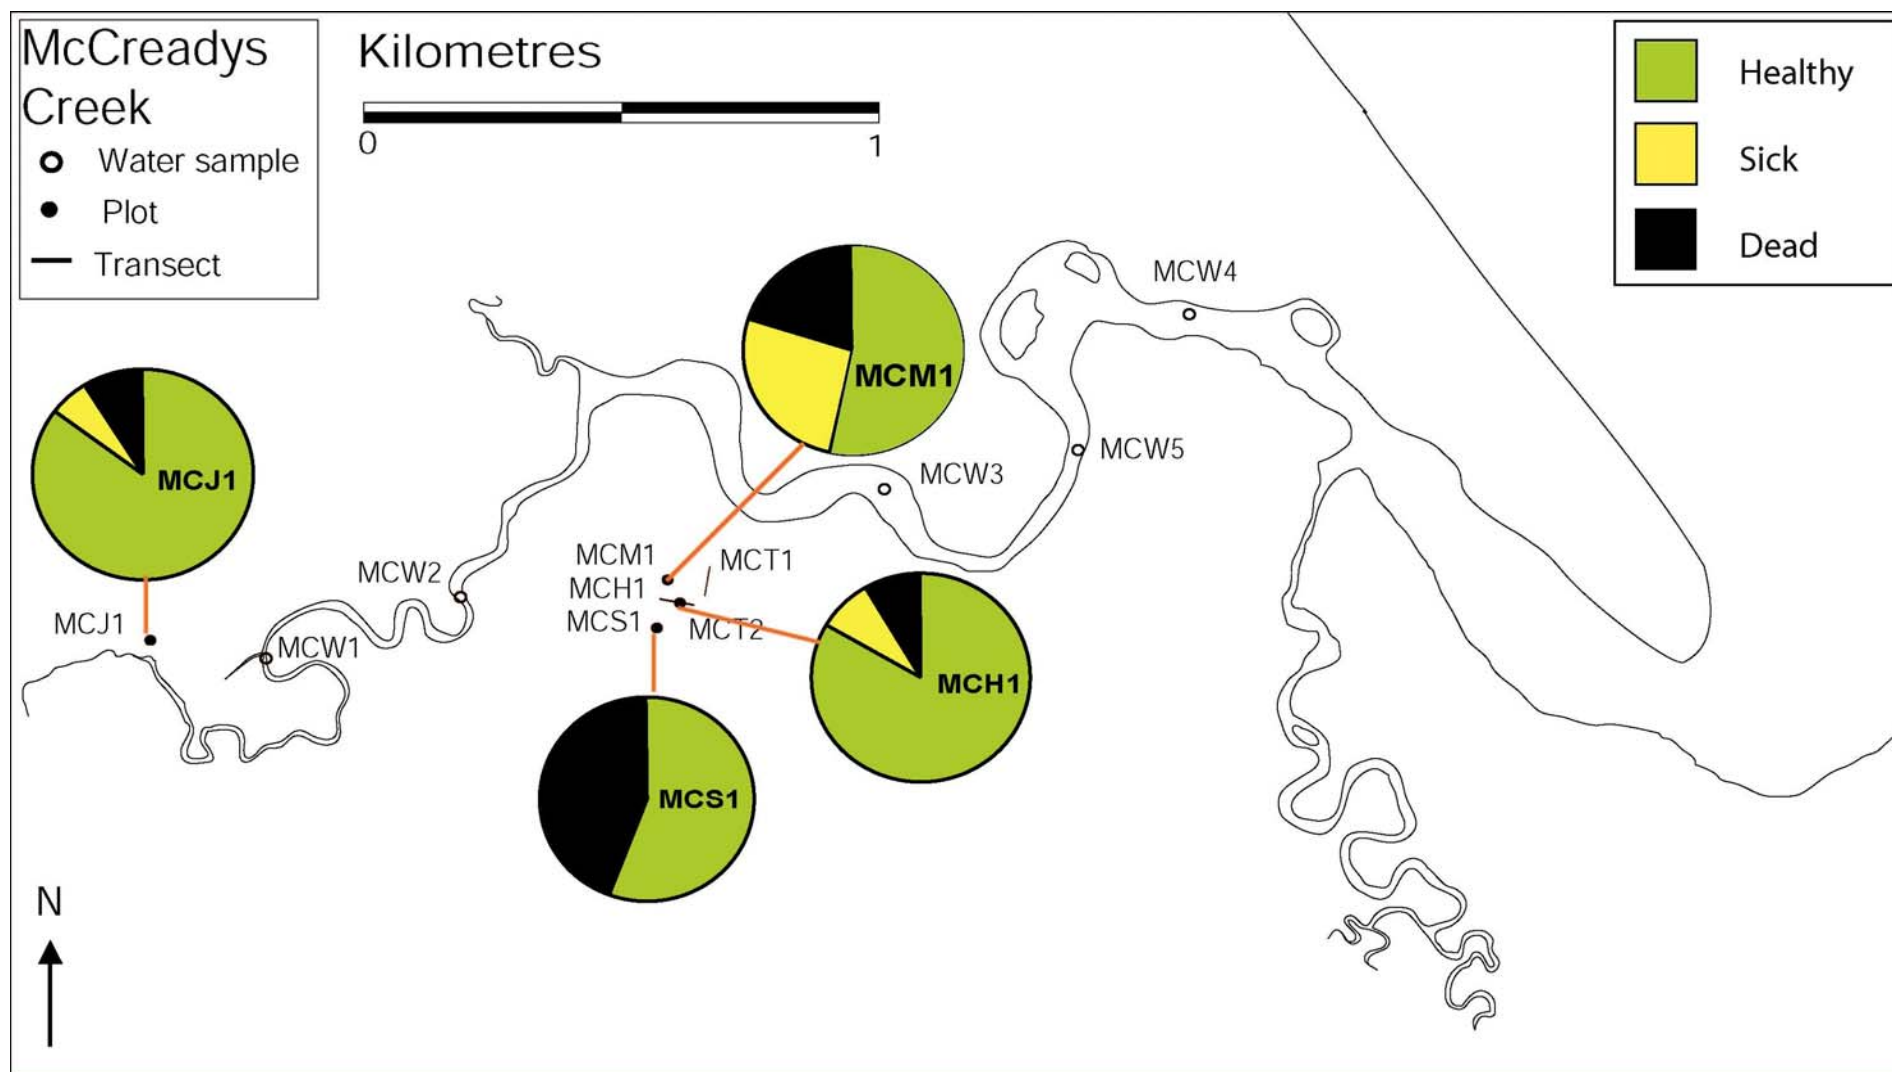 McCreadys
Creek
Water sample
Plot
Transect
Kilometres
0
1
Healthy
Sick
Dead
MCW4
MCM1
MCJ1
MCW5
MCW3
MCM1
MCT1
MCW2
MCH1
MCJ1
MCS1
MCT2
MCW1
MCH1
MCS1
N